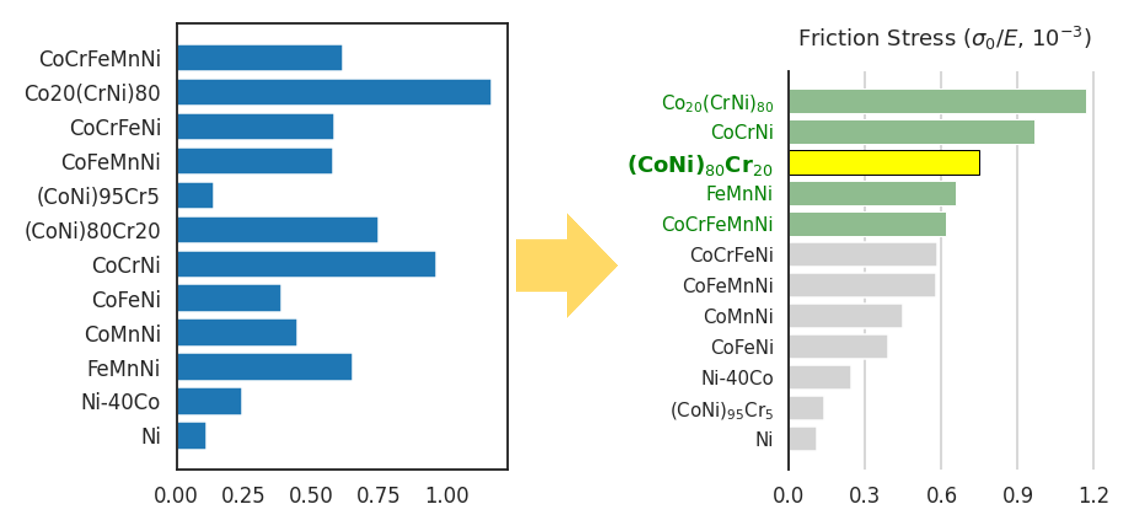 CoCrFeMnNi
Co20(CrNi)80
CoCrFeNi
CoFeMnNi
(CoNi)95Cr5
(CoNi)80Cr20
CoCrNi
CoFeNi
CoMnNi
FeMnNi
Ni-40Co
Ni
0.00 0.25 0.50 0.75 1.00
Friction Stress (σ₀/E, 10⁻³)
Co₂₀(CrNi)₈₀
CoCrNi
(CoNi)₈₀Cr₂₀
FeMnNi
CoCrFeMnNi
CoCrFeNi
CoFeMnNi
CoMnNi
CoFeNi
Ni-40Co
(CoNi)₉₅Cr₅
Ni
0.0 0.3 0.6 0.9 1.2